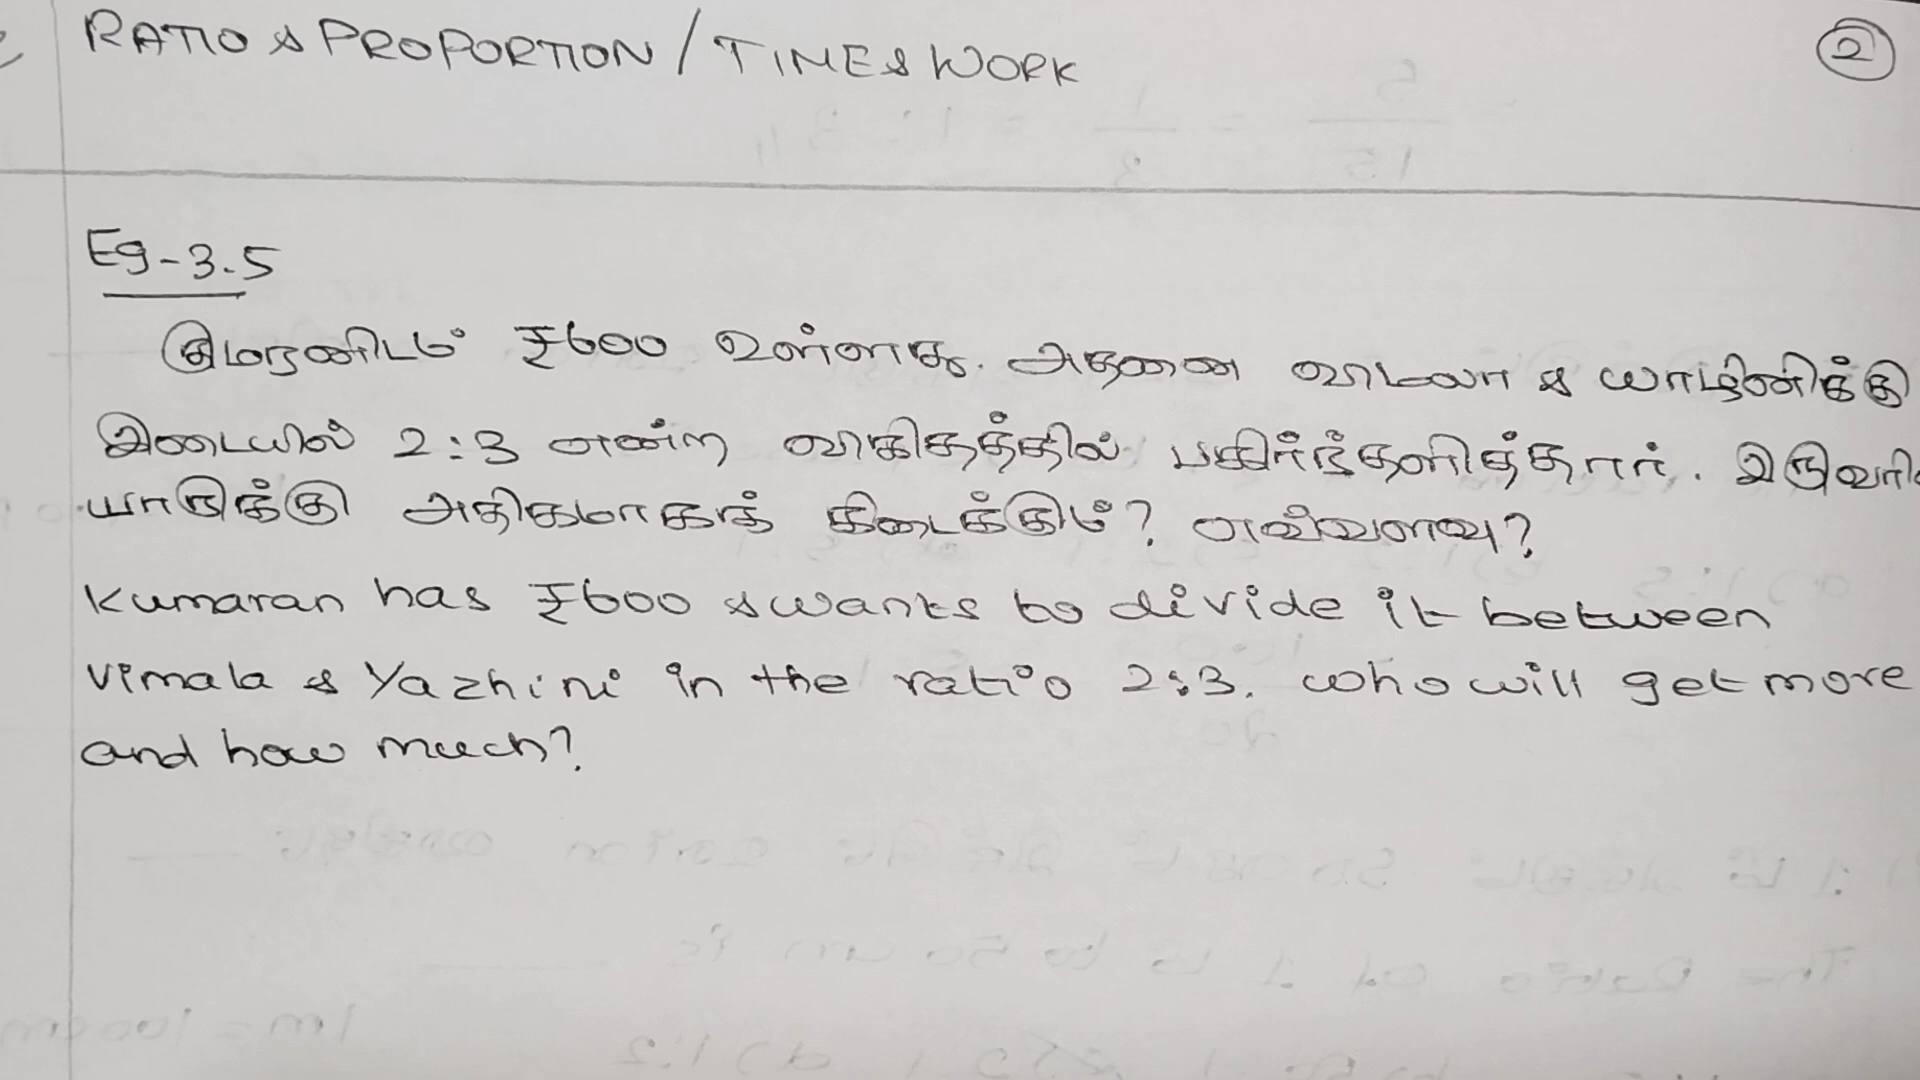 RATIO & PROPORTION / TIME & WORK
2
Eg-3.5
குமரனிடம் ₹600 உள்ளது. அதனை விமலா & யாழினிக்கு
இடையில் 2:3 என்ற விகிதத்தில் பகிர்ந்தளித்தார். இருவரி
யாருக்கு அதிகமாகக் கிடைக்கும்? எவ்வளவு?
Kumaran has ₹600 & wants to divide it between
Vimala & Yazhini in the ratio 2:3. who will get more
and how much?